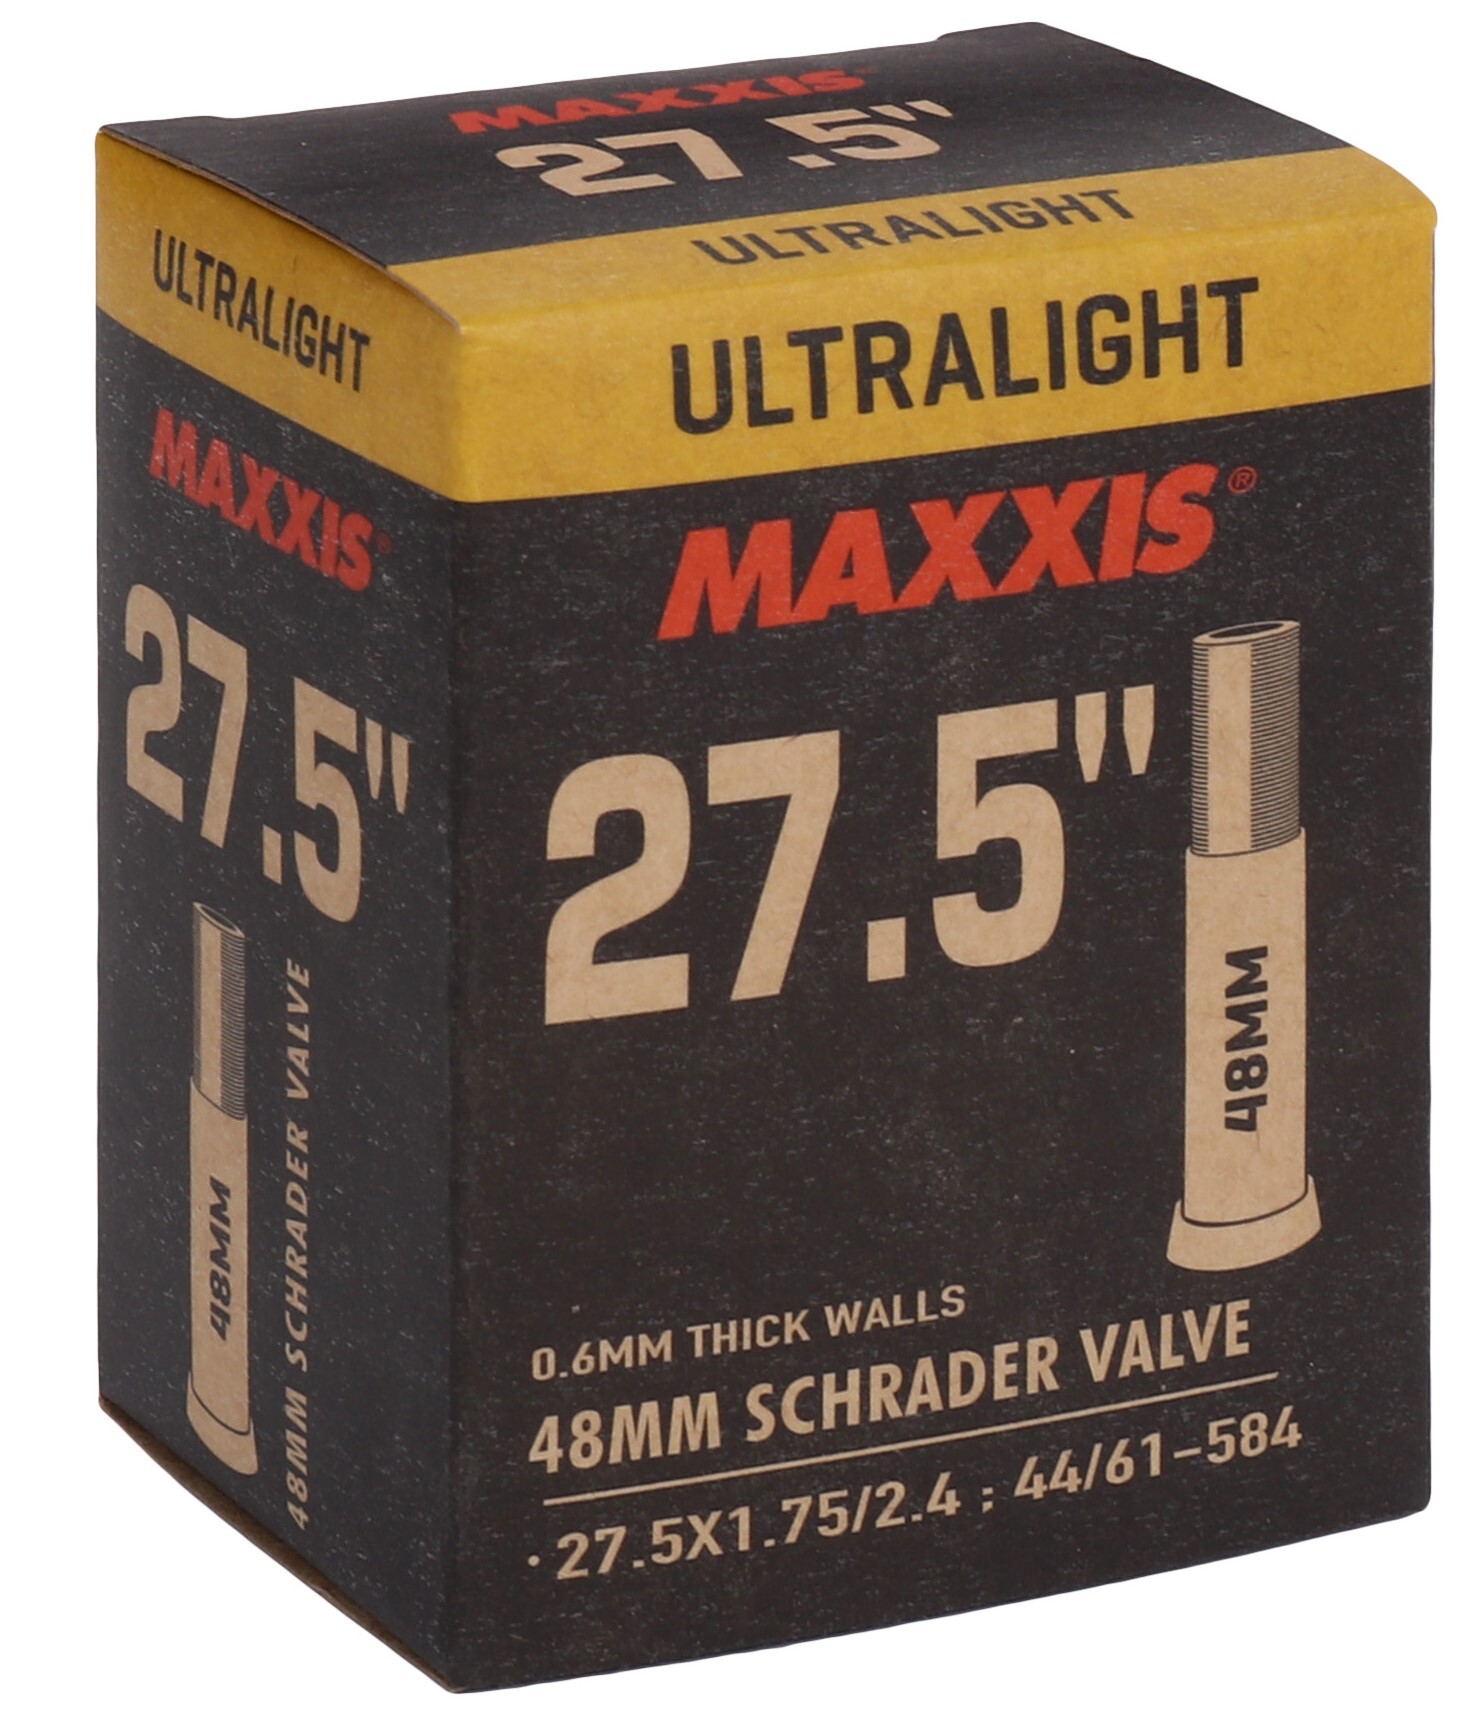 MAXXIS
27.5"
ULTRALIGHT
ULTRALIGHT
MAXXIS
27.5"
48MM
48MM SCHRADER VALVE
ULTRALIGHT
MAXXIS®
27.5"
48MM
0.6MM THICK WALLS
48MM SCHRADER VALVE
·27.5X1.75/2.4 ; 44/61-584